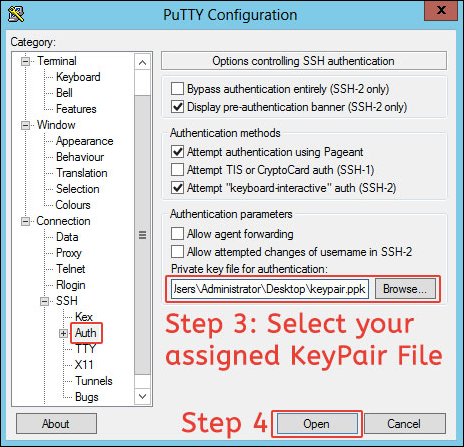 PuTTY Configuration
x
Category:
Terminal
Keyboard
Bell
Features
Window
Appearance
Behaviour
Translation
Selection
Colours
Connection
Data
Proxy
Telnet
Rlogin
SSH
Kex
Auth
TTY
X11
Tunnels
Bugs
Options controlling SSH authentication
Bypass authentication entirely (SSH-2 only)
Display pre-authentication banner (SSH-2 only)
Authentication methods
Attempt authentication using Pageant
Attempt TIS or CryptoCard auth (SSH-1)
Attempt "keyboard-interactive" auth (SSH-2)
Authentication parameters
Allow agent forwarding
Allow attempted changes of username in SSH-2
Private key file for authentication:
Users\Administrator\Desktop\keypair.ppk Browse...
Step 3: Select your
assigned KeyPair File
About Step 4 Open Cancel